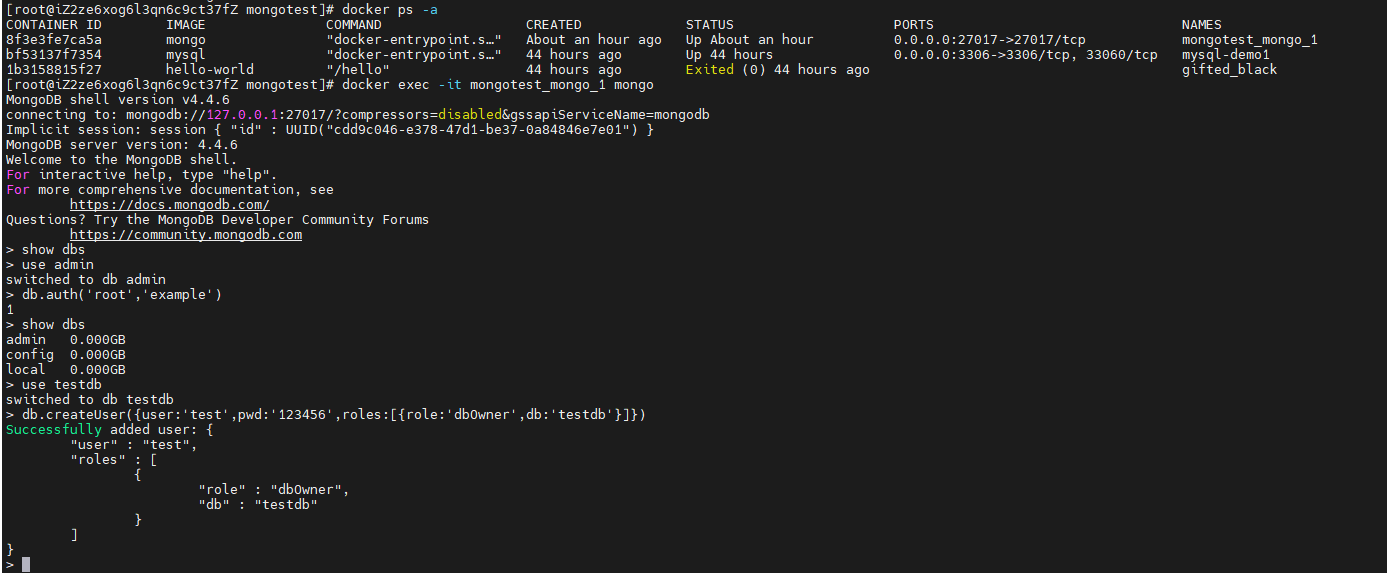 [root@iZ2ze6xog6l3qn6c9ct37fZ mongotest]# docker ps -a
CONTAINER ID        IMAGE               COMMAND                  CREATED             STATUS                    PORTS                               NAMES
8f3e3fe7ca5a        mongo               "docker-entrypoint.s…"   About an hour ago   Up About an hour          0.0.0.0:27017->27017/tcp            mongotest_mongo_1
bf53137f7354        mysql               "docker-entrypoint.s…"   44 hours ago        Up 44 hours               0.0.0.0:3306->3306/tcp, 33060/tcp   mysql-demo1
1b3158815f27        hello-world         "/hello"                 44 hours ago        Exited (0) 44 hours ago                                       gifted_black
[root@iZ2ze6xog6l3qn6c9ct37fZ mongotest]# docker exec -it mongotest_mongo_1 mongo
MongoDB shell version v4.4.6
connecting to: mongodb://127.0.0.1:27017/?compressors=disabled&gssapiServiceName=mongodb
Implicit session: session { "id" : UUID("cdd9c046-e378-47d1-be37-0a84846e7e01") }
MongoDB server version: 4.4.6
Welcome to the MongoDB shell.
For interactive help, type "help".
For more comprehensive documentation, see
        https://docs.mongodb.com/
Questions? Try the MongoDB Developer Community Forums
        https://community.mongodb.com
> show dbs
> use admin
switched to db admin
> db.auth('root','example')
1
> show dbs
admin   0.000GB
config  0.000GB
local   0.000GB
> use testdb
switched to db testdb
> db.createUser({user:'test',pwd:'123456',roles:[{role:'dbOwner',db:'testdb'}]})
Successfully added user: {
        "user" : "test",
        "roles" : [
                {
                        "role" : "dbOwner",
                        "db" : "testdb"
                }
        ]
}
>